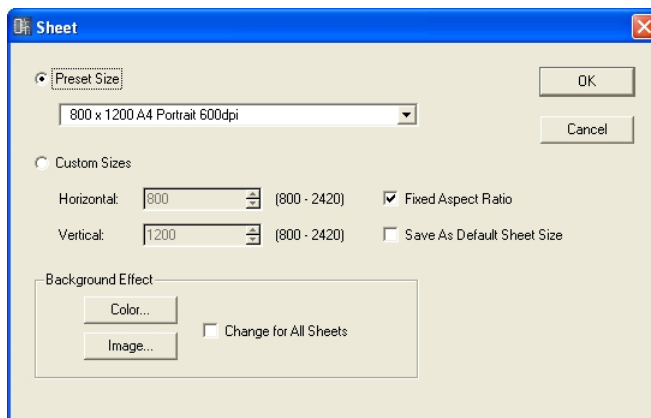 Sheet
Preset Size
OK
800 x 1200 A4 Portrait 600dpi
Cancel
Custom Sizes
Horizontal: 800 (800 - 2420) Fixed Aspect Ratio
Vertical: 1200 (800 - 2420) Save As Default Sheet Size
Background Effect
Color...
Change for All Sheets
Image...